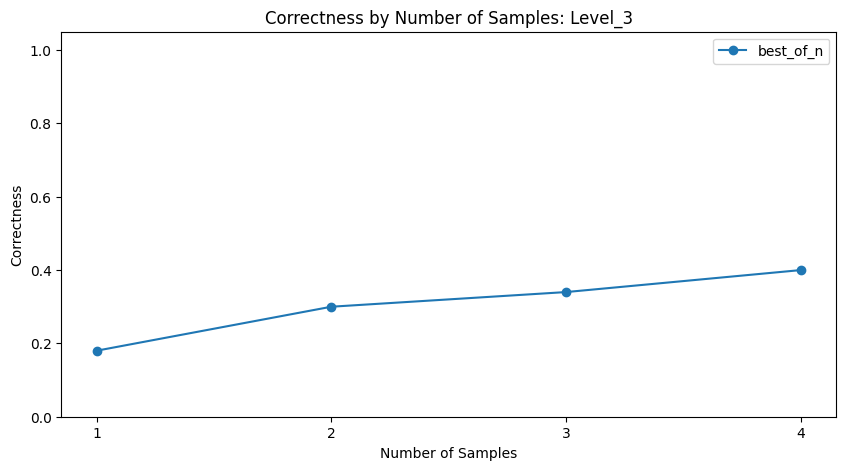 Correctness by Number of Samples: Level_3
best_of_n
1.0
0.8
0.6
0.4
0.2
0.0
Correctness
1 2 3 4
Number of Samples